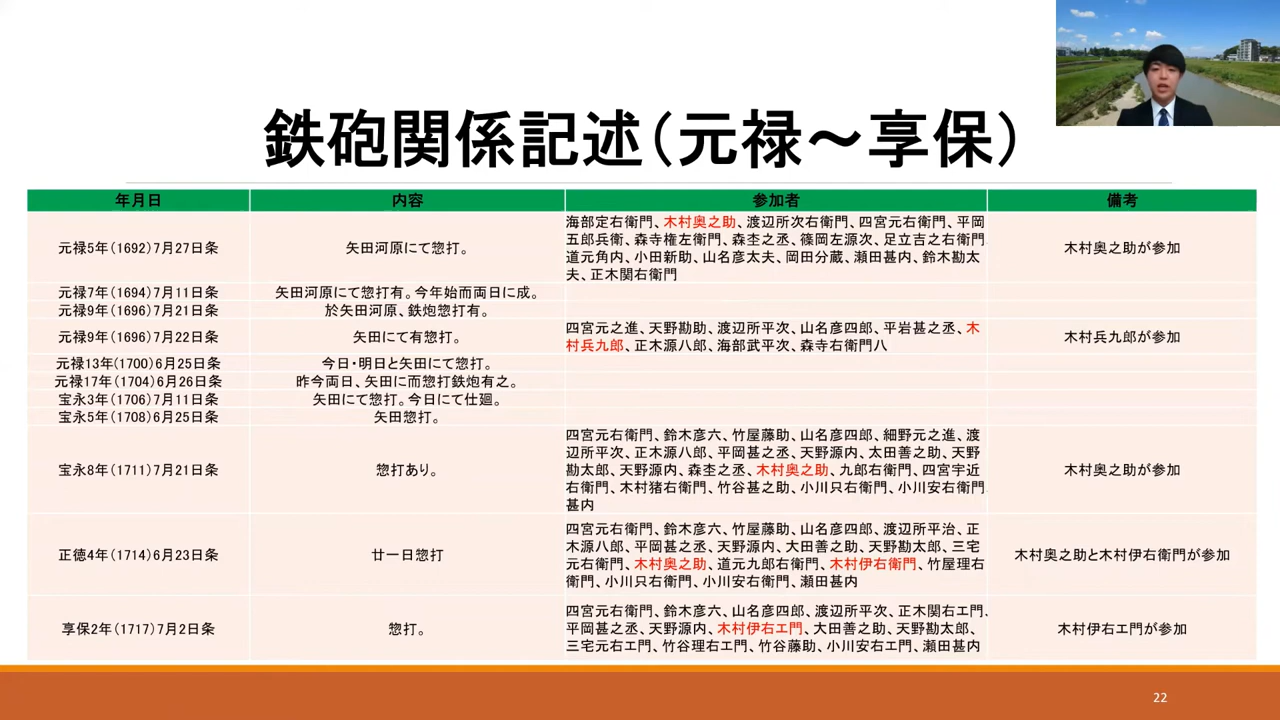 鉄砲関係記述（元禄～享保）
年月日 内容 参加者 備考
元禄5年（1692）7月27日条 矢田河原にて惣打。 海部定右衛門、木村奥之助、渡辺所次右衛門、四宮元右衛門、平岡
五郎兵衛、森寺権左衛門、森杢之丞、篠岡左源次、足立吉之右衛門
道元角内、小田新助、山名彦太夫、岡田分蔵、瀬田甚内、鈴木勘太
夫、正木関右衛門 木村奥之助が参加
元禄7年（1694）7月11日条 矢田河原にて惣打有。今年始而両日に成。
元禄9年（1696）7月21日条 於矢田河原、鉄炮惣打有。
元禄9年（1696）7月22日条 矢田にて有惣打。 四宮元之進、天野勘助、渡辺所平次、山名彦四郎、平岩甚之丞、木
村兵九郎、正木源八郎、海部武平次、森寺右衛門八 木村兵九郎が参加
元禄13年（1700）6月25日条 今日・明日と矢田にて惣打。
元禄17年（1704）6月26日条 昨今両日、矢田に而惣打鉄炮有之。
宝永3年（1706）7月11日条 矢田にて惣打。今日にて仕廻。
宝永5年（1708）6月25日条 矢田惣打。
宝永8年（1711）7月21日条 惣打あり。 四宮元右衛門、鈴木彦六、竹屋藤助、山名彦四郎、細野元之進、渡
辺所平次、正木源八郎、平岡甚之丞、天野源内、太田善之助、天野
勘太郎、天野源内、森杢之丞、木村奥之助、九郎右衛門、四宮宇近
右衛門、木村猪右衛門、竹谷甚之助、小川只右衛門、小川安右衛門
甚内 木村奥之助が参加
正徳4年（1714）6月23日条 廿一日惣打 四宮元右衛門、鈴木彦六、竹屋藤助、山名彦四郎、渡辺所平治、正
木源八郎、平岡甚之丞、天野源内、大田善之助、天野勘太郎、三宅
元右衛門、木村奥之助、道元九郎右衛門、木村伊右衛門、竹屋理右
衛門、小川只右衛門、小川安右衛門、瀬田甚内 木村奥之助と木村伊右衛門が参加
享保2年（1717）7月2日条 惣打。 四宮元右衛門、鈴木彦六、山名彦四郎、渡辺所平次、正木関右エ門、
平岡甚之丞、天野源内、木村伊右エ門、大田善之助、天野勘太郎、
三宅元右エ門、竹谷理右エ門、竹谷藤助、小川安右エ門、瀬田甚内 木村伊右エ門が参加
22